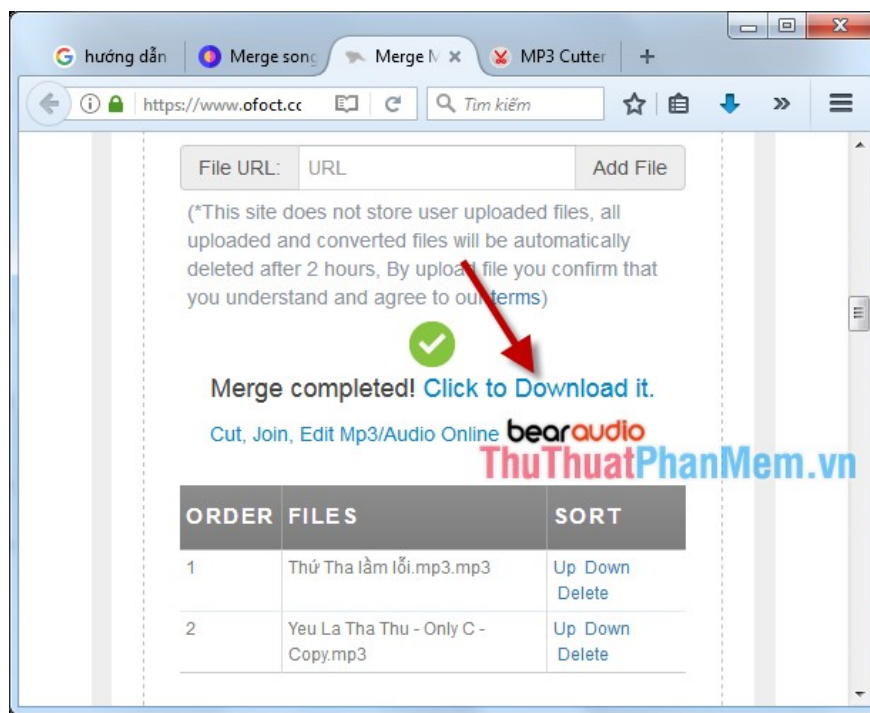 hướng dẫn
Merge song
Merge M
MP3 Cutter
https://www.ofoct.cc
Tìm kiếm
File URL: URL Add File
(*This site does not store user uploaded files, all
uploaded and converted files will be automatically
deleted after 2 hours, By upload file you confirm that
you understand and agree to our terms)
Merge completed! Click to Download it.
Cut, Join, Edit Mp3/Audio Online bearaudio
ThuThuatPhanMem.vn
ORDER FILES SORT
1 Thứ Tha lầm lỗi.mp3.mp3 Up Down
Delete
2 Yeu La Tha Thu - Only C - Up Down
Copy.mp3 Delete